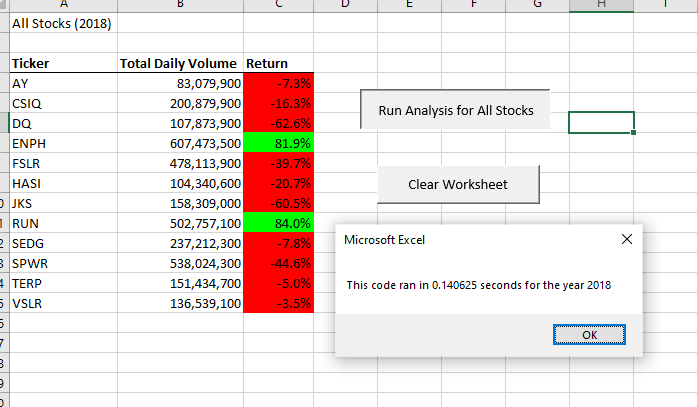 A B C D E F G H I
All Stocks (2018)
Ticker Total Daily Volume Return
AY 83,079,900 -7.3%
CSIQ 200,879,900 -16.3%
DQ 107,873,900 -62.6%
ENPH 607,473,500 81.9%
FSLR 478,113,900 -39.7%
HASI 104,340,600 -20.7%
JKS 158,309,000 -60.5%
RUN 502,757,100 84.0%
SEDG 237,212,300 -7.8%
SPWR 538,024,300 -44.6%
TERP 151,434,700 -5.0%
VSLR 136,539,100 -3.5%
Run Analysis for All Stocks
Clear Worksheet
Microsoft Excel
This code ran in 0.140625 seconds for the year 2018
OK